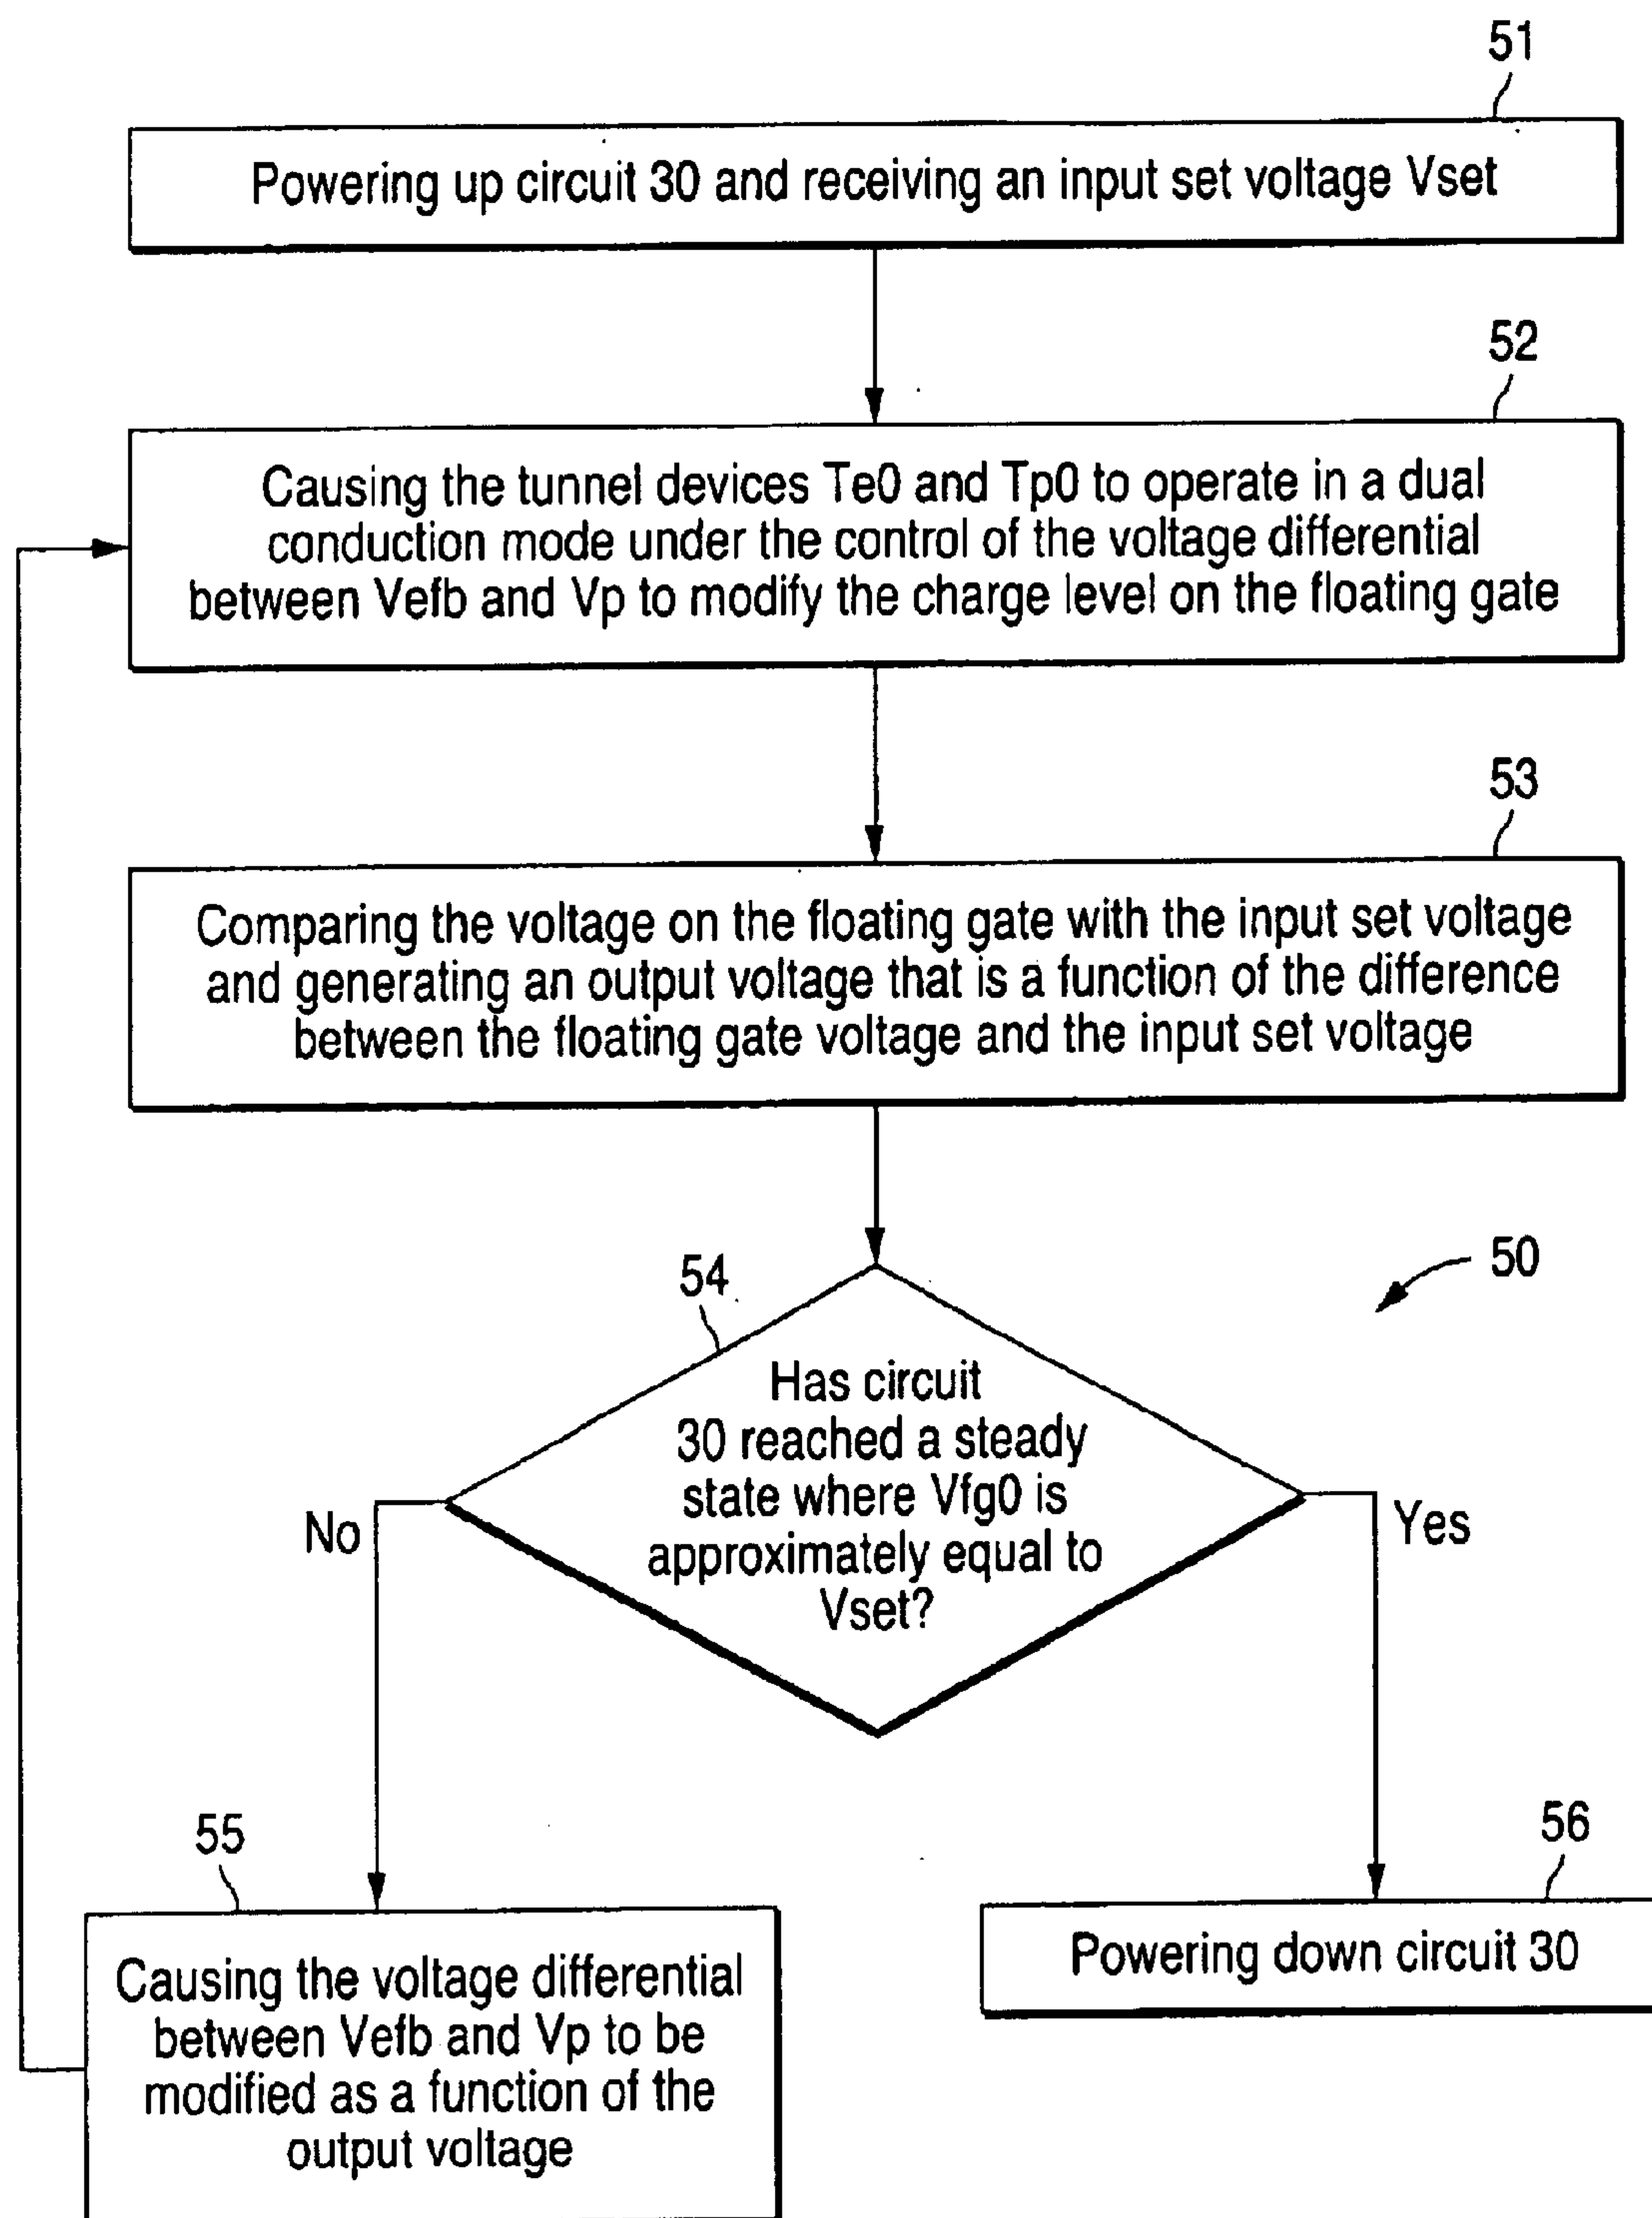 51
Powering up circuit 30 and receiving an input set voltage Vset
52
Causing the tunnel devices Te0 and Tp0 to operate in a dual
conduction mode under the control of the voltage differential
between Vefb and Vp to modify the charge level on the floating gate
53
Comparing the voltage on the floating gate with the input set voltage
and generating an output voltage that is a function of the difference
between the floating gate voltage and the input set voltage
50
54
Has circuit
30 reached a steady
state where Vfg0 is
approximately equal to
Vset?
No
Yes
55
Causing the voltage differential
between Vefb and Vp to be
modified as a function of the
output voltage
56
Powering down circuit 30